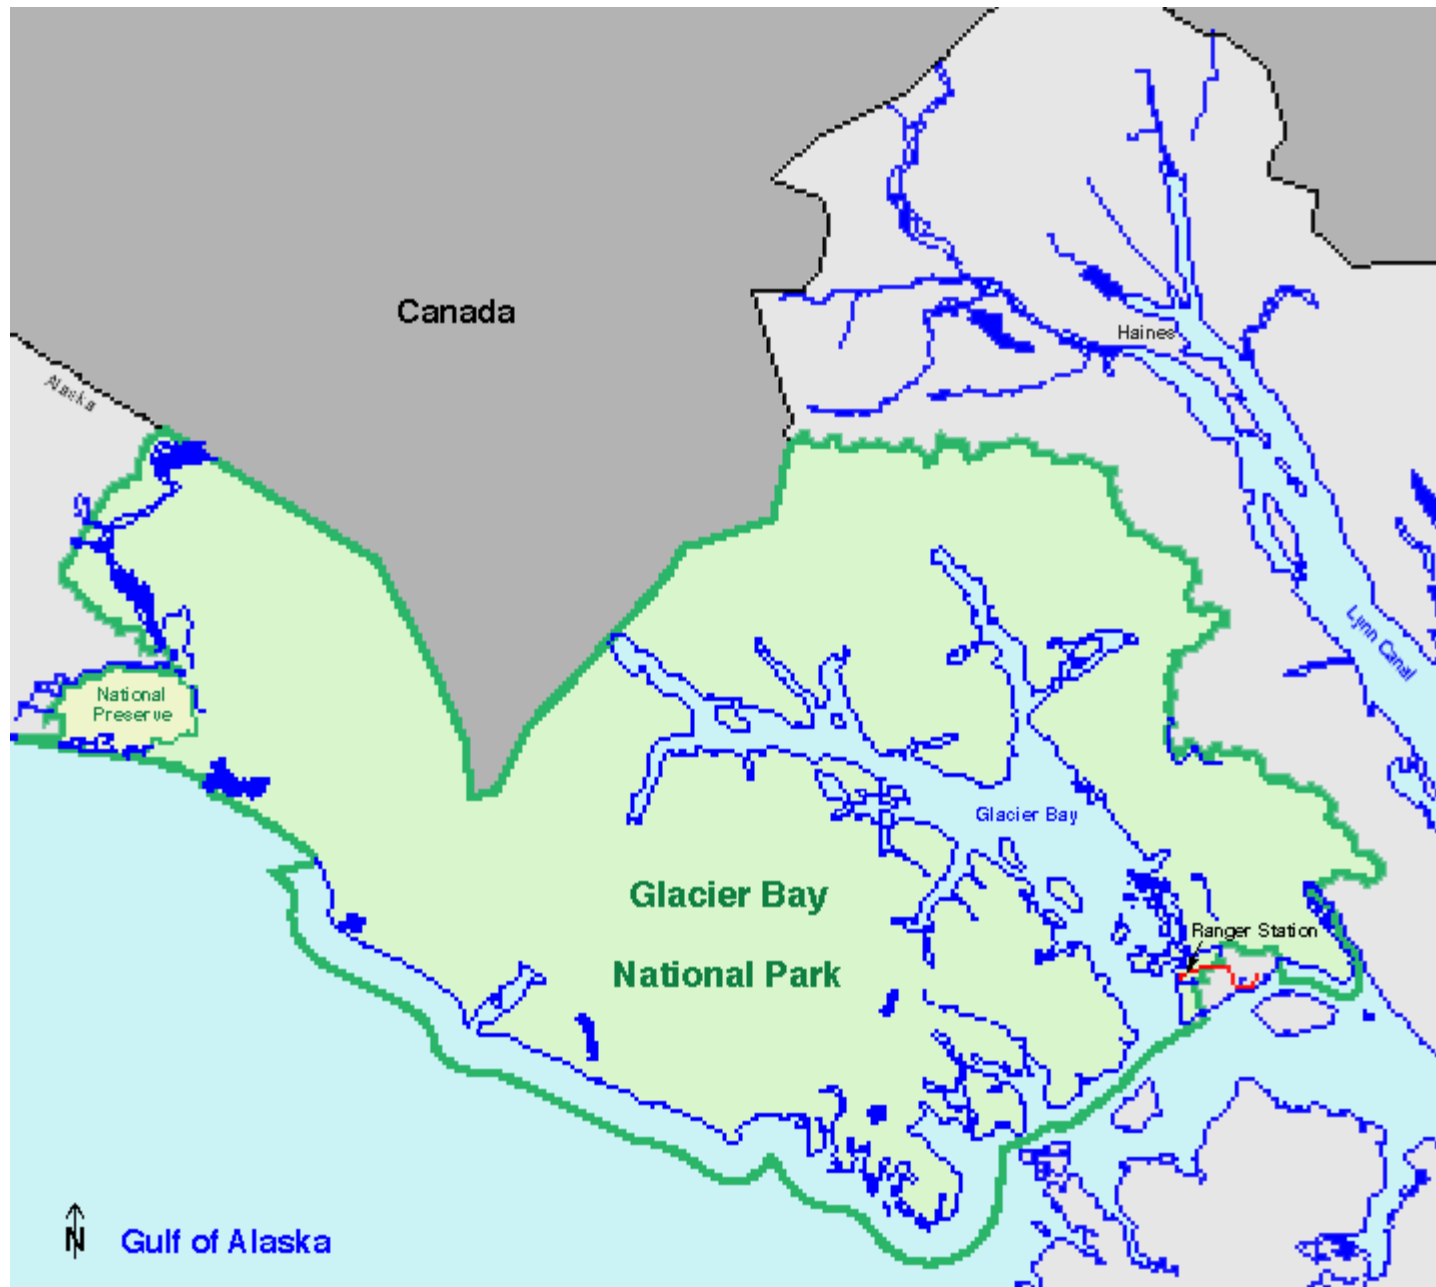 Canada
Haines
Alaska
Lynn Canal
National
Preserve
Glacier Bay
Glacier Bay
National Park
Ranger Station
N
Gulf of Alaska